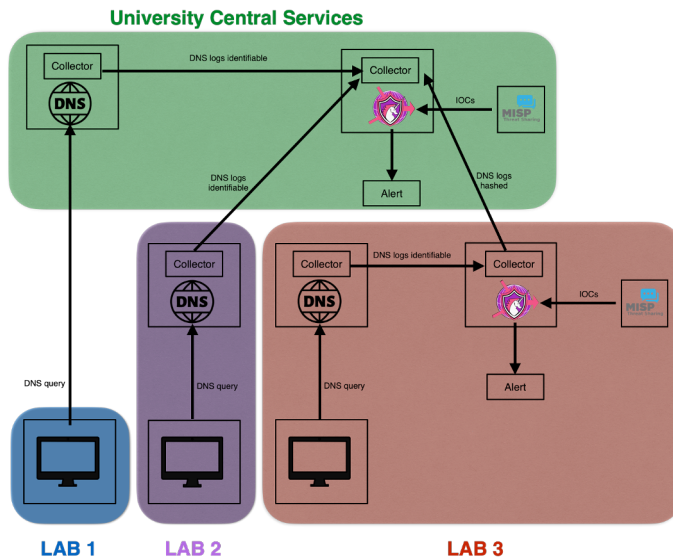 University Central Services
Collector
DNS
DNS logs identifiable
Collector
IOCs
MISP
Threat Sharing
DNS logs
identifiable
DNS logs
hashed
Alert
Collector
DNS
Collector
DNS
DNS logs identifiable
Collector
IOCs
MISP
Threat Sharing
DNS query
DNS query
DNS query
Alert
LAB 1
LAB 2
LAB 3